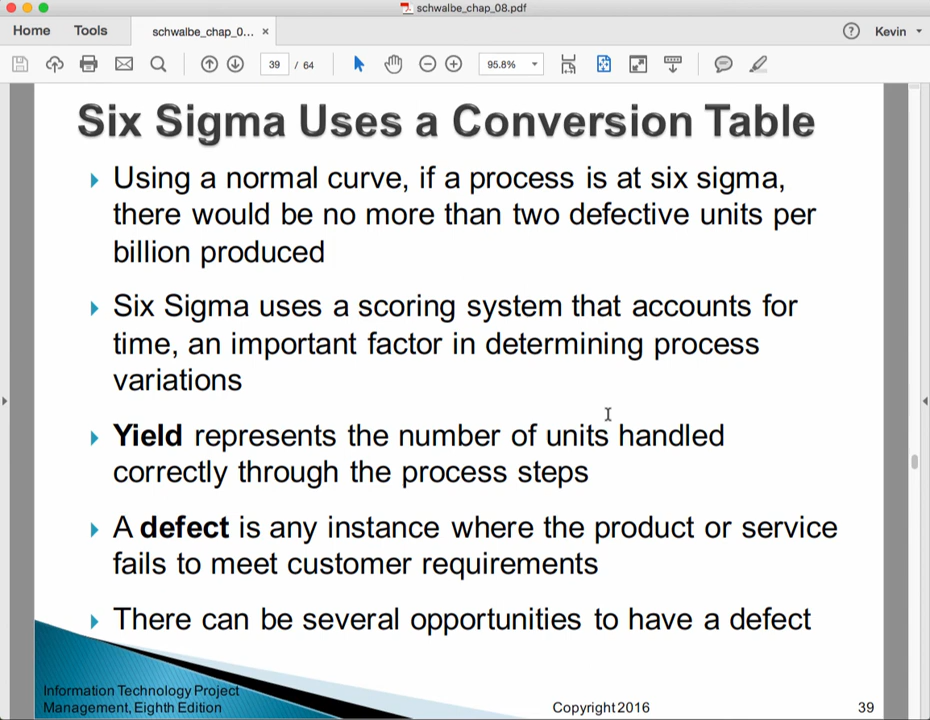 schwalbe_chap_08.pdf
Home Tools schwalbe_chap_0... × Kevin
39 / 64 95.8%
Six Sigma Uses a Conversion Table
Using a normal curve, if a process is at six sigma,
there would be no more than two defective units per
billion produced
Six Sigma uses a scoring system that accounts for
time, an important factor in determining process
variations
Yield represents the number of units handled
correctly through the process steps
A defect is any instance where the product or service
fails to meet customer requirements
There can be several opportunities to have a defect
Information Technology Project
Management, Eighth Edition
Copyright 2016
39